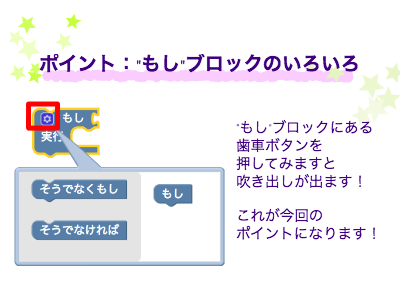 ポイント："もし"ブロックのいろいろ
もし
実行
そうでなくもし
もし
そうでなければ
"もし"ブロックにある
歯車ボタンを
押してみますと
吹き出しが出ます！
これが今回の
ポイントになります！